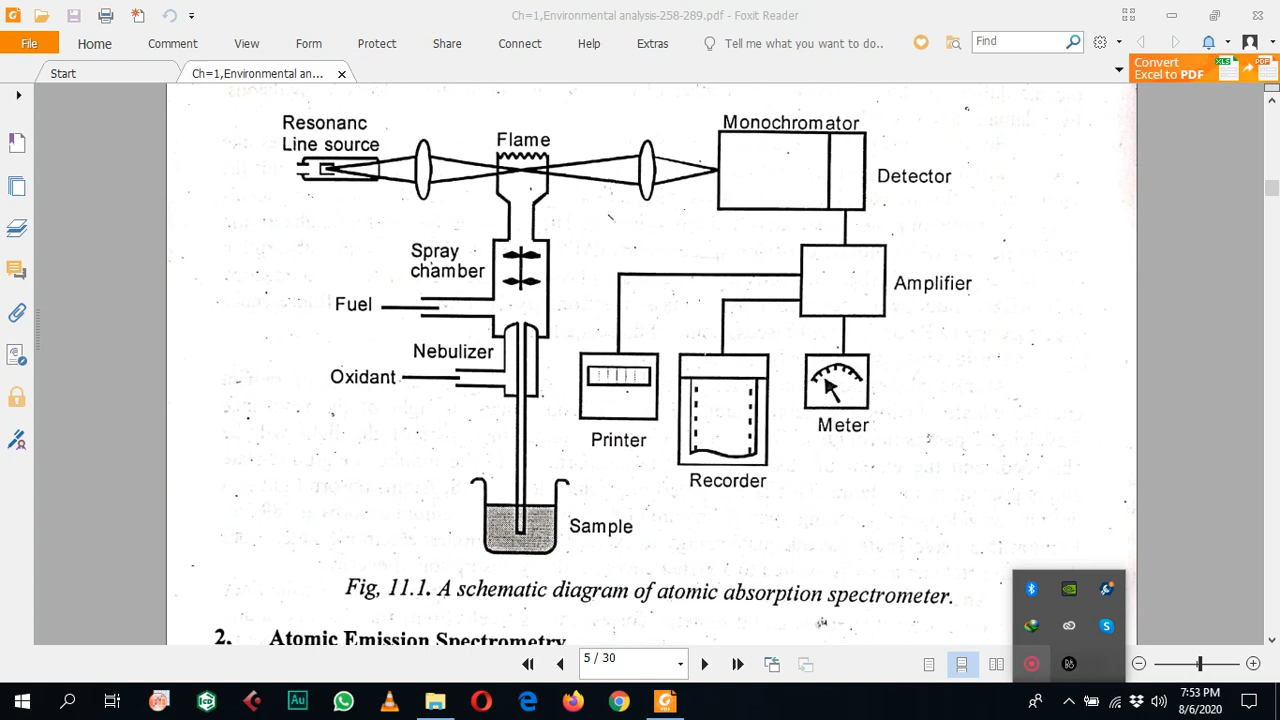 Ch=1,Environmental analysis-258-289.pdf - Foxit Reader
File Home Comment View Form Protect Share Connect Help Extras Tell me what you want to do.. Find
Start Ch=1,Environmental an...
Convert
Excel to PDF
XLS
PDF
Resonanc
Line source
Flame
Monochromator
Detector
Spray
chamber
Amplifier
Fuel
Nebulizer
Oxidant
Printer
Recorder
Meter
Sample
Fig, 11.1. A schematic diagram of atomic absorption spectrometer.
2. Atomic Emission Spectrometry
5 / 30
7:53 PM
8/6/2020